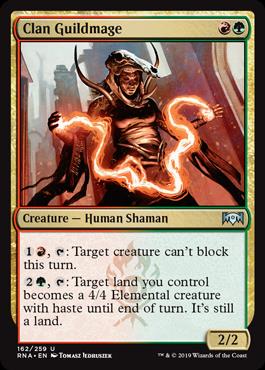 Clan Guildmage
Creature — Human Shaman
RNA
1 R, T: Target creature can't block
this turn.
2 G, T: Target land you control
becomes a 4/4 Elemental creature
with haste until end of turn. It's still
a land.
2/2
162/259 U
RNA • EN Tomasz Jedruszek
™ & © 2019 Wizards of the Coast